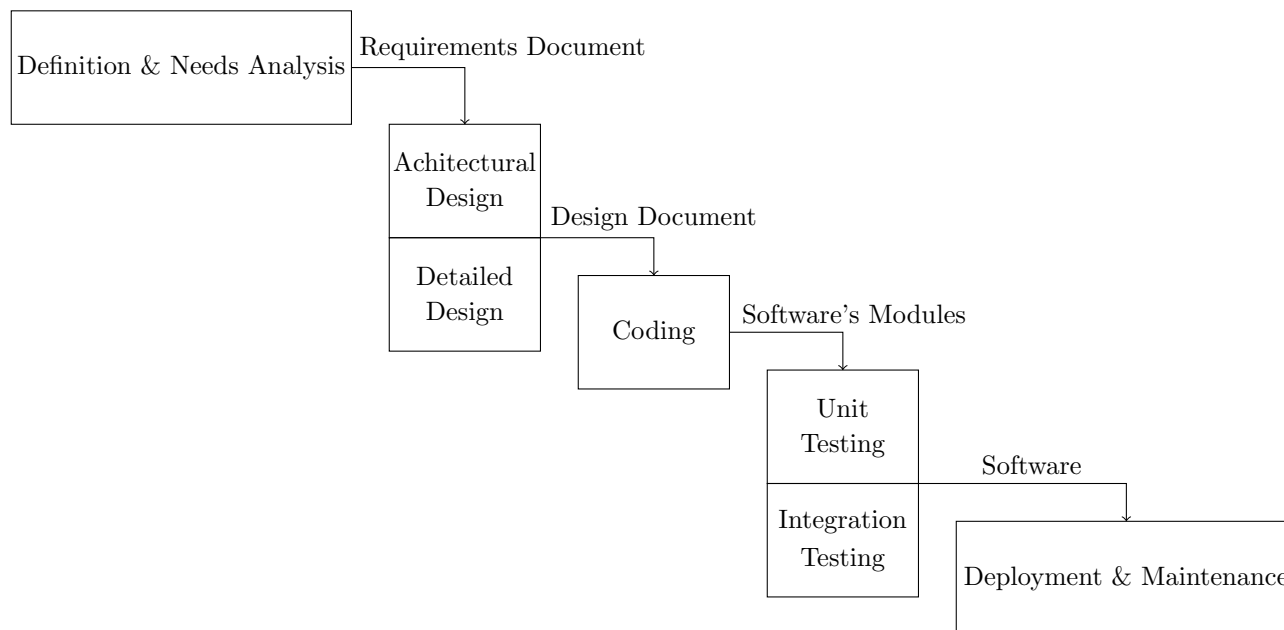 Requirements Document
Definition & Needs Analysis
Achitectural
Design
Design Document
Detailed
Design
Software's Modules
Coding
Unit
Testing
Software
Integration
Testing
Deployment & Maintenance